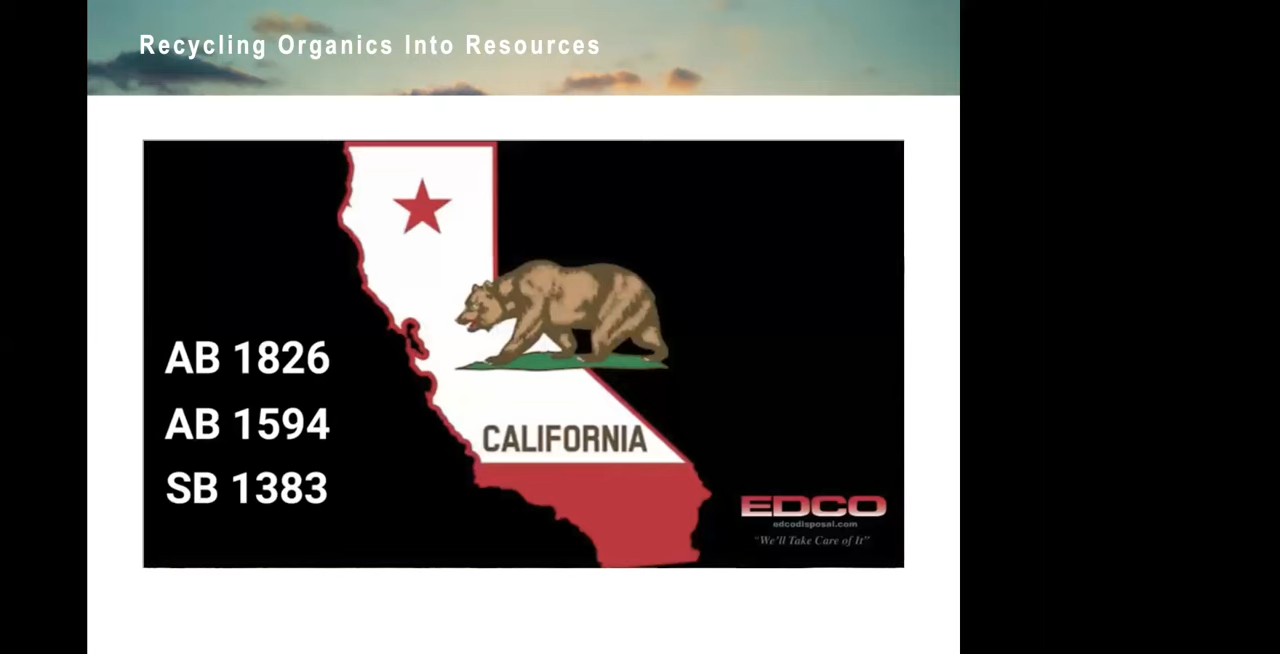 Recycling Organics Into Resources
AB 1826
AB 1594
SB 1383
CALIFORNIA
EDCO
edcodisposal.com
"We'll Take Care of It"